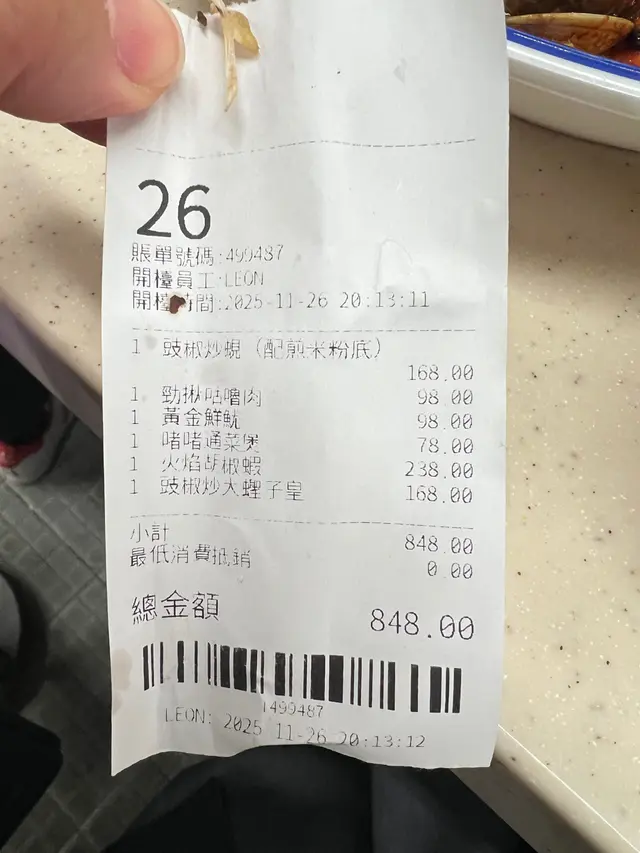 26
賬單號碼:499487
開檯員工:LEON
開檯時間:2025-11-26 20:13:11
1 豉椒炒蜆 (配煎米粉底)
168.00
1 勁揪咕嚕肉 98.00
1 黃金鮮魷 98.00
1 啫啫通菜煲 78.00
1 火焰胡椒蝦 238.00
1 豉椒炒大蟶子皇 168.00
小計 848.00
最低消費抵銷 0.00
總金額 848.00
1499487
LEON: 2025-11-26 20:13:12